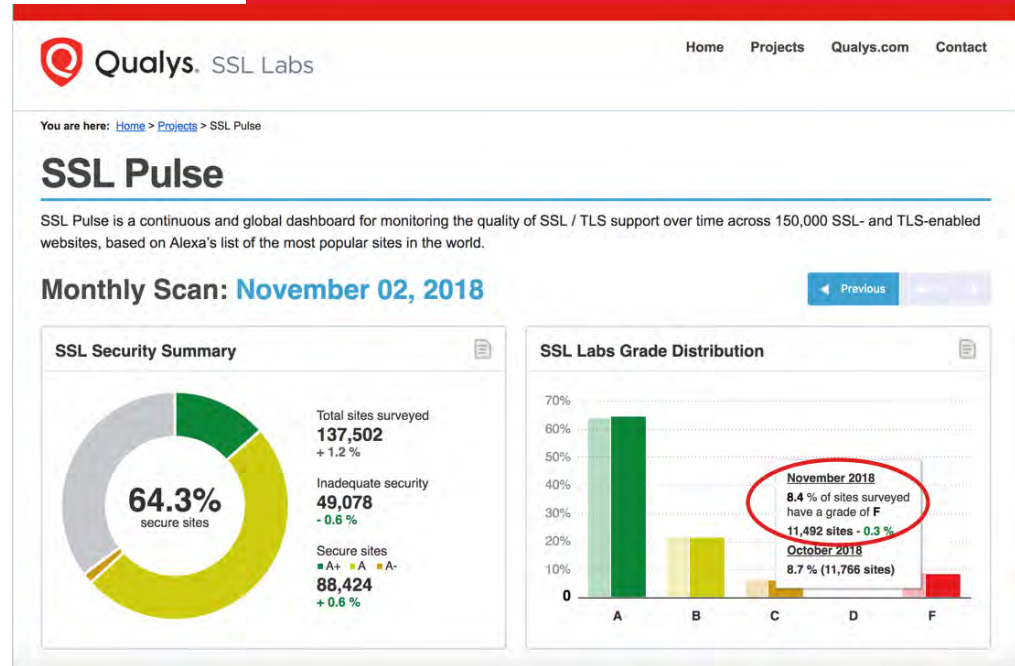 Qualys. SSL Labs
Home Projects Qualys.com Contact
You are here: Home > Projects > SSL Pulse
SSL Pulse
SSL Pulse is a continuous and global dashboard for monitoring the quality of SSL / TLS support over time across 150,000 SSL- and TLS-enabled
websites, based on Alexa's list of the most popular sites in the world.
Monthly Scan: November 02, 2018
Previous
SSL Security Summary
64.3%
secure sites
Total sites surveyed
137,502
+ 1.2 %
Inadequate security
49,078
- 0.6 %
Secure sites
A+ A A-
88,424
+ 0.6 %
SSL Labs Grade Distribution
70%
60%
50%
40%
30%
20%
10%
0
November 2018
8.4 % of sites surveyed
have a grade of F
11,492 sites - 0.3 %
October 2018
8.7 % (11,766 sites)
A B C D F